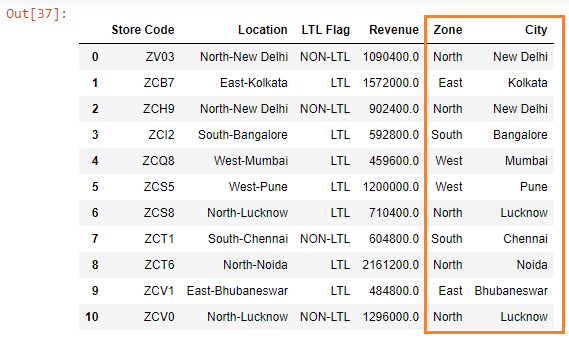 Out[37]:
Store Code Location LTL Flag Revenue Zone City
0 ZV03 North-New Delhi NON-LTL 1090400.0 North New Delhi
1 ZCB7 East-Kolkata LTL 1572000.0 East Kolkata
2 ZCH9 North-New Delhi NON-LTL 902400.0 North New Delhi
3 ZCI2 South-Bangalore LTL 592800.0 South Bangalore
4 ZCQ8 West-Mumbai LTL 459600.0 West Mumbai
5 ZCS5 West-Pune LTL 1200000.0 West Pune
6 ZCS8 North-Lucknow LTL 710400.0 North Lucknow
7 ZCT1 South-Chennai NON-LTL 604800.0 South Chennai
8 ZCT6 North-Noida LTL 2161200.0 North Noida
9 ZCV1 East-Bhubaneswar LTL 484800.0 East Bhubaneswar
10 ZCV0 North-Lucknow NON-LTL 1296000.0 North Lucknow